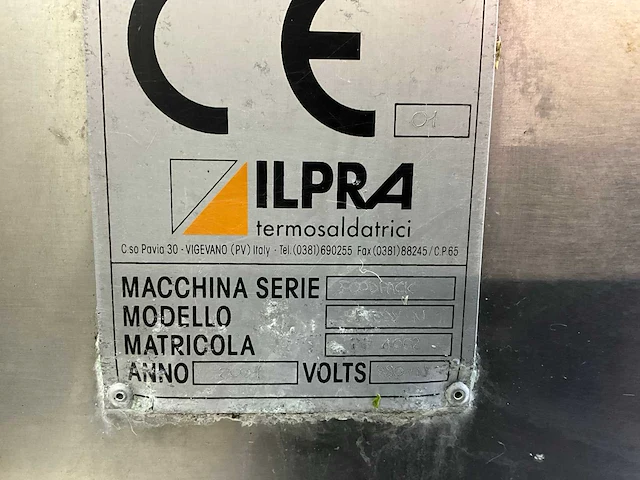 CE
01
ILPRA
termosaldatrici
C.so Pavia 30 - VIGEVANO (PV) Italy - Tel. (0381) 690255 Fax (0381) 88245 / C.P. 65
MACCHINA SERIE FOODPACK
MODELLO
MATRICOLA
ANNO VOLTS